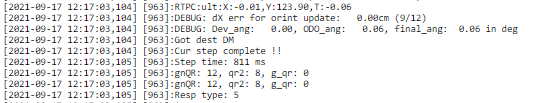 [2021-09-17 12:17:03,104] [963]:RTPC:ult:X:-0.01,Y:123.90,T:-0.06
[2021-09-17 12:17:03,104] [963]:DEBUG: dX err for orint update:   0.00cm (9/12)
[2021-09-17 12:17:03,104] [963]:DEBUG: Dev_ang:   0.00, ODO_ang:   0.06, final_ang:  0.06 in deg
[2021-09-17 12:17:03,104] [963]:Got dest DM
[2021-09-17 12:17:03,104] [963]:Cur step complete !!
[2021-09-17 12:17:03,105] [963]:Step time: 811 ms
[2021-09-17 12:17:03,105] [963]:gnQR: 12, qr2: 8, g_qr: 0
[2021-09-17 12:17:03,105] [963]:gnQR: 12, qr2: 8, g_qr: 0
[2021-09-17 12:17:03,105] [963]:Resp type: 5